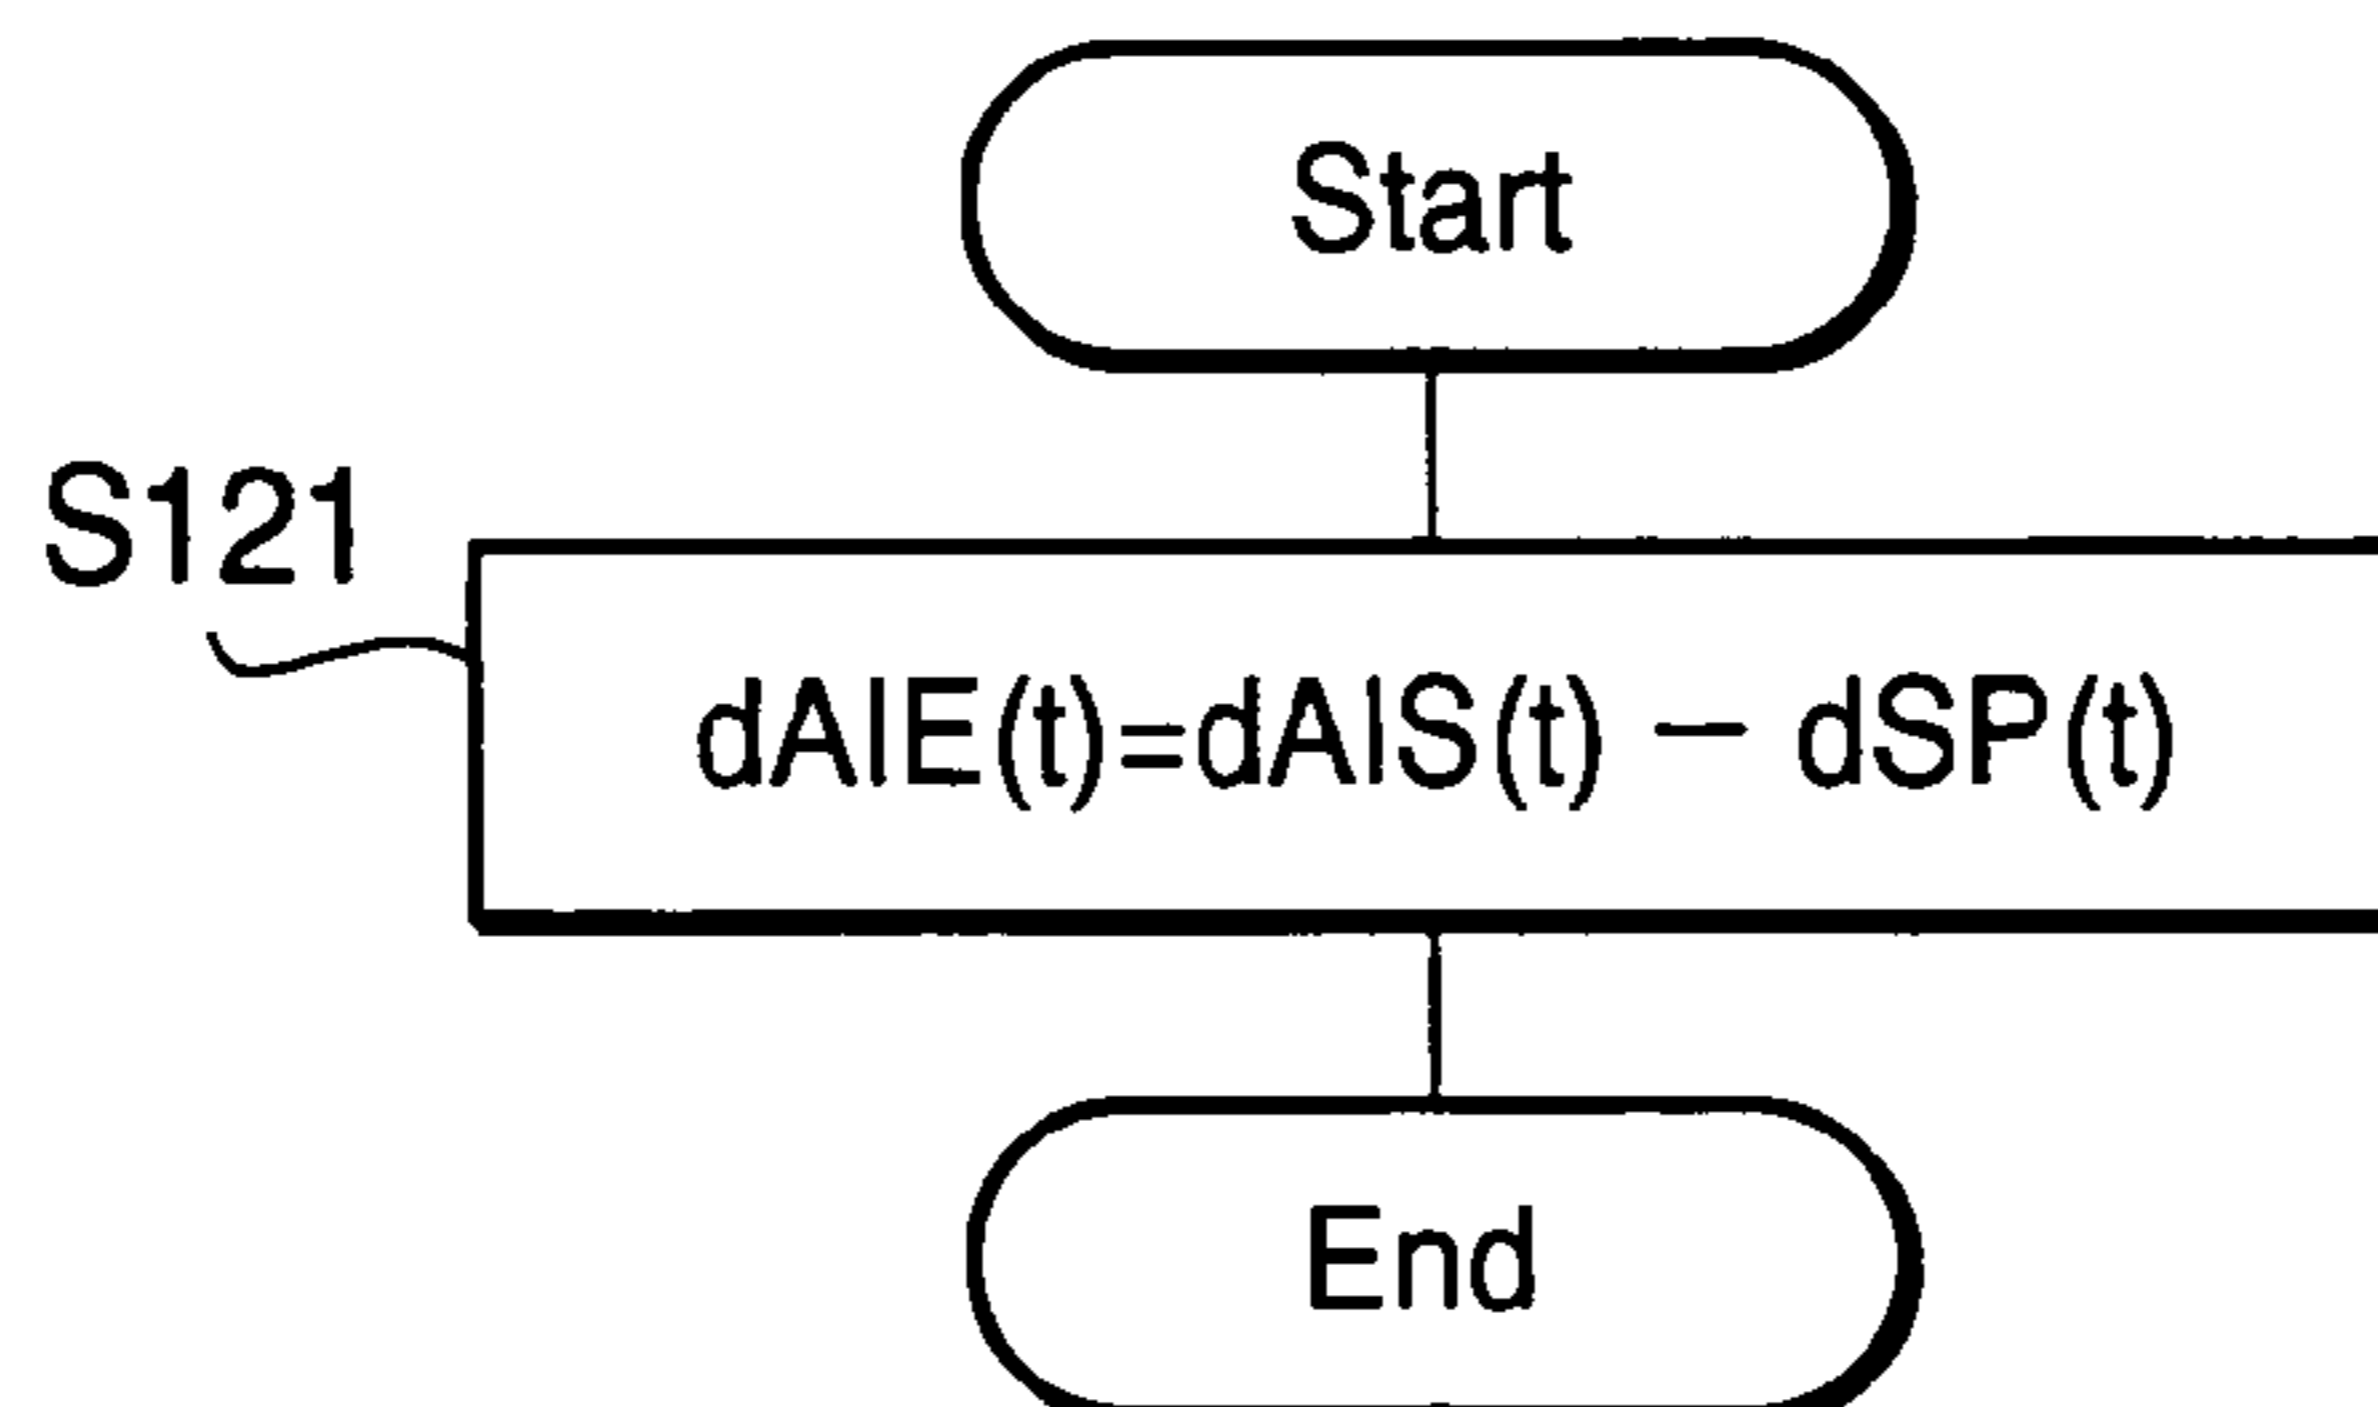 Start
S121
dAIE(t)=dAIS(t) − dSP(t)
End